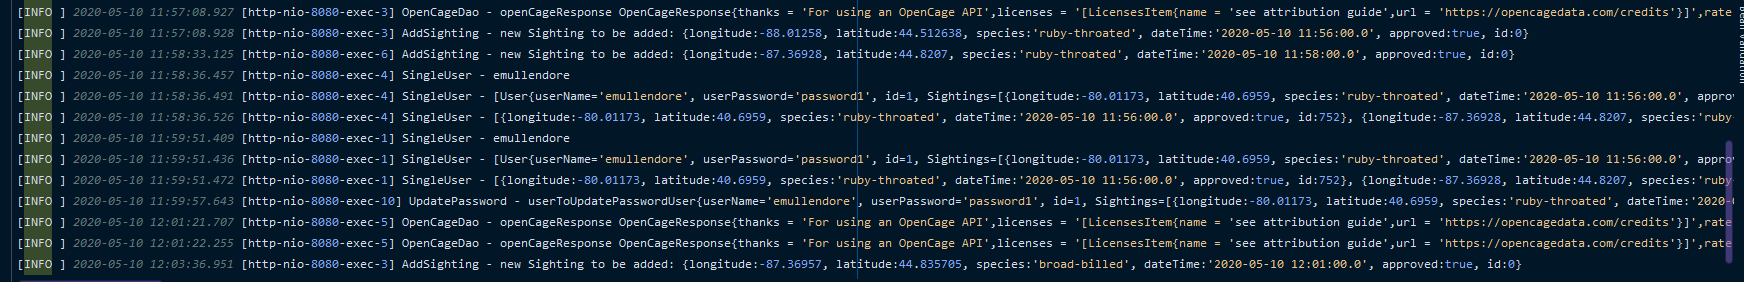 [INFO ] 2020-05-10 11:57:08.927 [http-nio-8080-exec-3] OpenCageDao - openCageResponse OpenCageResponse{thanks = 'For using an OpenCage API',licenses = '[LicensesItem{name = 'see attribution guide',url = 'https://opencagedata.com/credits'}]',rate
[INFO ] 2020-05-10 11:57:08.928 [http-nio-8080-exec-3] AddSighting - new Sighting to be added: {longitude:-88.01258, latitude:44.512638, species:'ruby-throated', dateTime:'2020-05-10 11:56:00.0', approved:true, id:0}
[INFO ] 2020-05-10 11:58:33.125 [http-nio-8080-exec-6] AddSighting - new Sighting to be added: {longitude:-87.36928, latitude:44.8207, species:'ruby-throated', dateTime:'2020-05-10 11:58:00.0', approved:true, id:0}
[INFO ] 2020-05-10 11:58:36.457 [http-nio-8080-exec-4] SingleUser - emullendore
[INFO ] 2020-05-10 11:58:36.491 [http-nio-8080-exec-4] SingleUser - [User{userName='emullendore', userPassword='password1', id=1, Sightings=[{longitude:-80.01173, latitude:40.6959, species:'ruby-throated', dateTime:'2020-05-10 11:56:00.0', appro
[INFO ] 2020-05-10 11:58:36.526 [http-nio-8080-exec-4] SingleUser - [{longitude:-80.01173, latitude:40.6959, species:'ruby-throated', dateTime:'2020-05-10 11:56:00.0', approved:true, id:752}, {longitude:-87.36928, latitude:44.8207, species:'ruby-
[INFO ] 2020-05-10 11:59:51.409 [http-nio-8080-exec-1] SingleUser - emullendore
[INFO ] 2020-05-10 11:59:51.436 [http-nio-8080-exec-1] SingleUser - [User{userName='emullendore', userPassword='password1', id=1, Sightings=[{longitude:-80.01173, latitude:40.6959, species:'ruby-throated', dateTime:'2020-05-10 11:56:00.0', appro
[INFO ] 2020-05-10 11:59:51.472 [http-nio-8080-exec-1] SingleUser - [{longitude:-80.01173, latitude:40.6959, species:'ruby-throated', dateTime:'2020-05-10 11:56:00.0', approved:true, id:752}, {longitude:-87.36928, latitude:44.8207, species:'ruby-
[INFO ] 2020-05-10 11:59:57.643 [http-nio-8080-exec-10] UpdatePassword - userToUpdatePasswordUser{userName='emullendore', userPassword='password1', id=1, Sightings=[{longitude:-80.01173, latitude:40.6959, species:'ruby-throated', dateTime:'2020-
[INFO ] 2020-05-10 12:01:21.707 [http-nio-8080-exec-5] OpenCageDao - openCageResponse OpenCageResponse{thanks = 'For using an OpenCage API',licenses = '[LicensesItem{name = 'see attribution guide',url = 'https://opencagedata.com/credits'}]',rate
[INFO ] 2020-05-10 12:01:22.255 [http-nio-8080-exec-5] OpenCageDao - openCageResponse OpenCageResponse{thanks = 'For using an OpenCage API',licenses = '[LicensesItem{name = 'see attribution guide',url = 'https://opencagedata.com/credits'}]',rate
[INFO ] 2020-05-10 12:03:36.951 [http-nio-8080-exec-3] AddSighting - new Sighting to be added: {longitude:-87.36957, latitude:44.835705, species:'broad-billed', dateTime:'2020-05-10 12:01:00.0', approved:true, id:0}